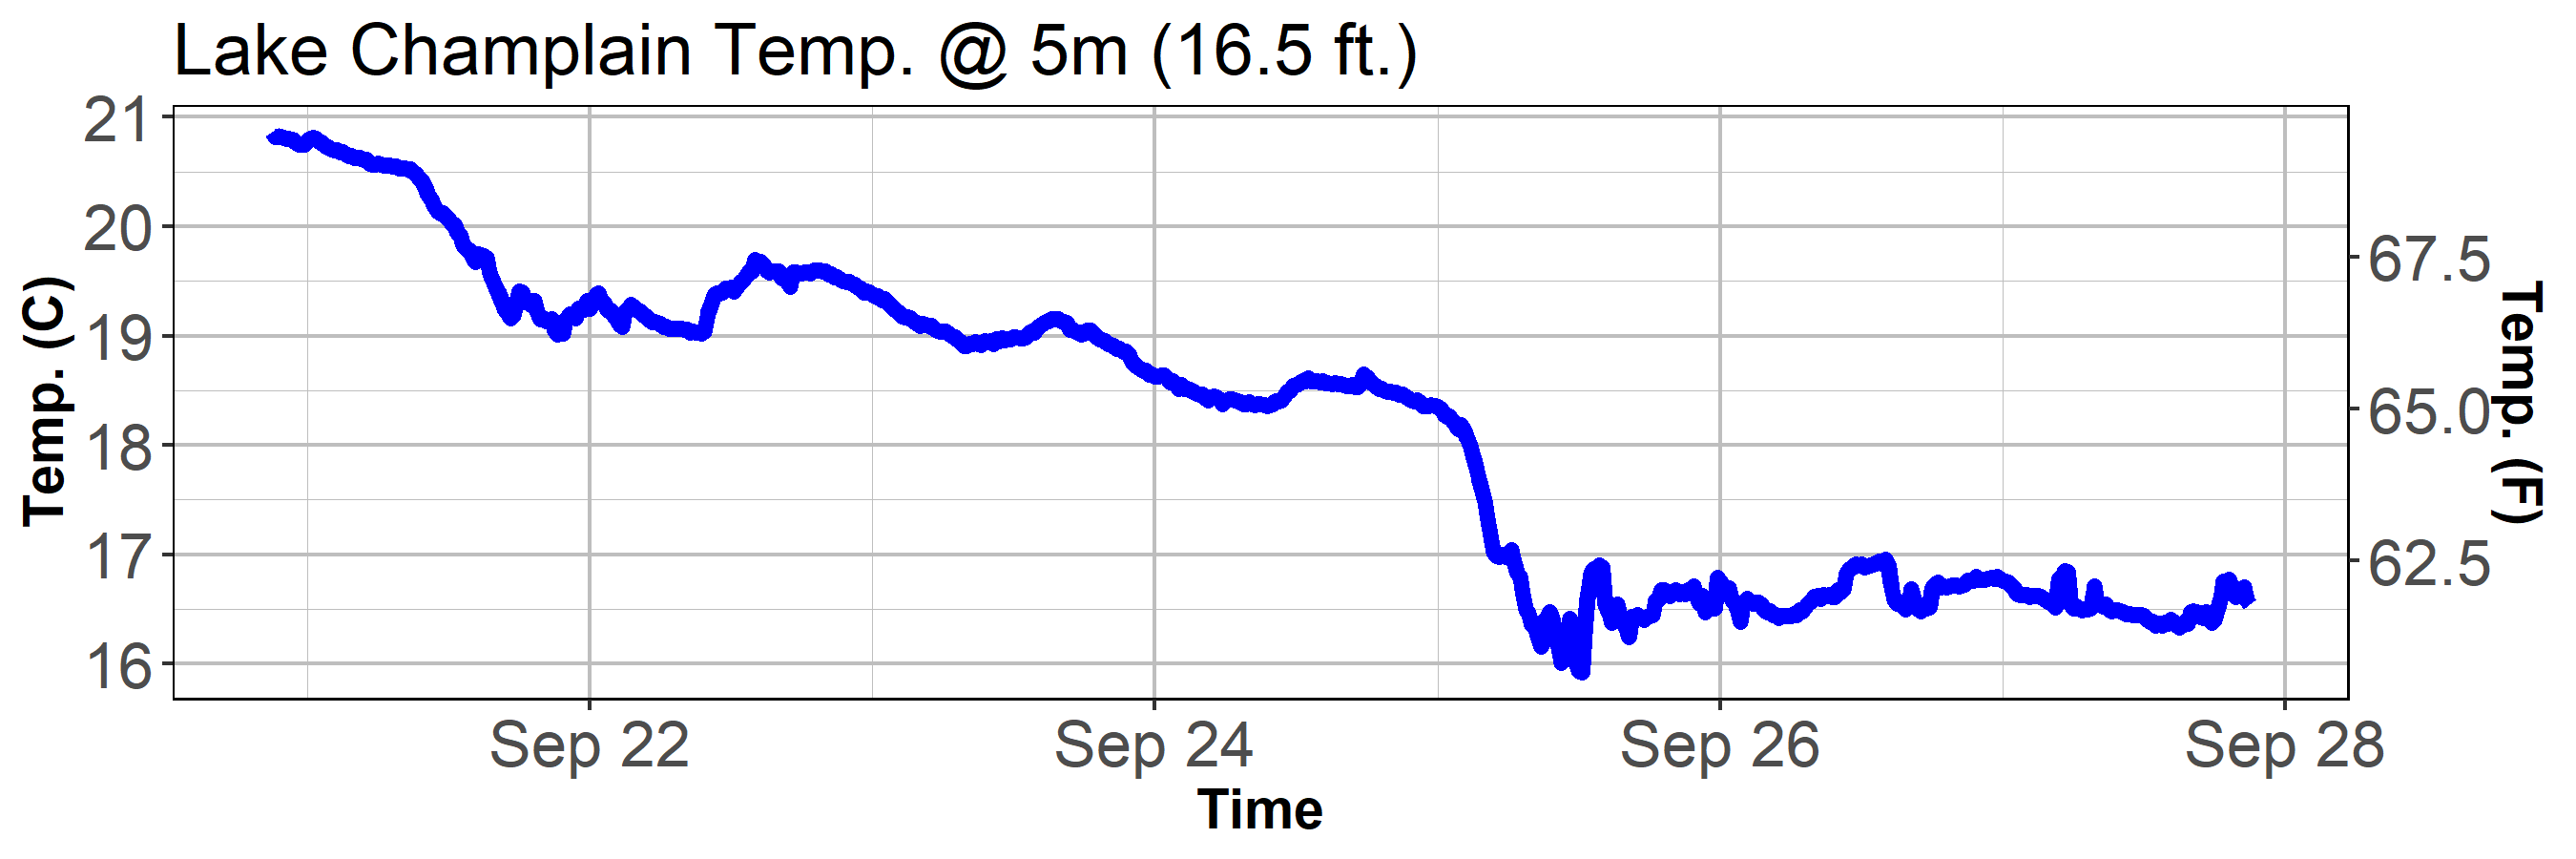 Lake Champlain Temp. @ 5m (16.5 ft.)
21
20
19
18
17
16
Temp. (C)
67.5
65.0
62.5
Temp. (F)
Sep 22
Sep 24
Sep 26
Sep 28
Time